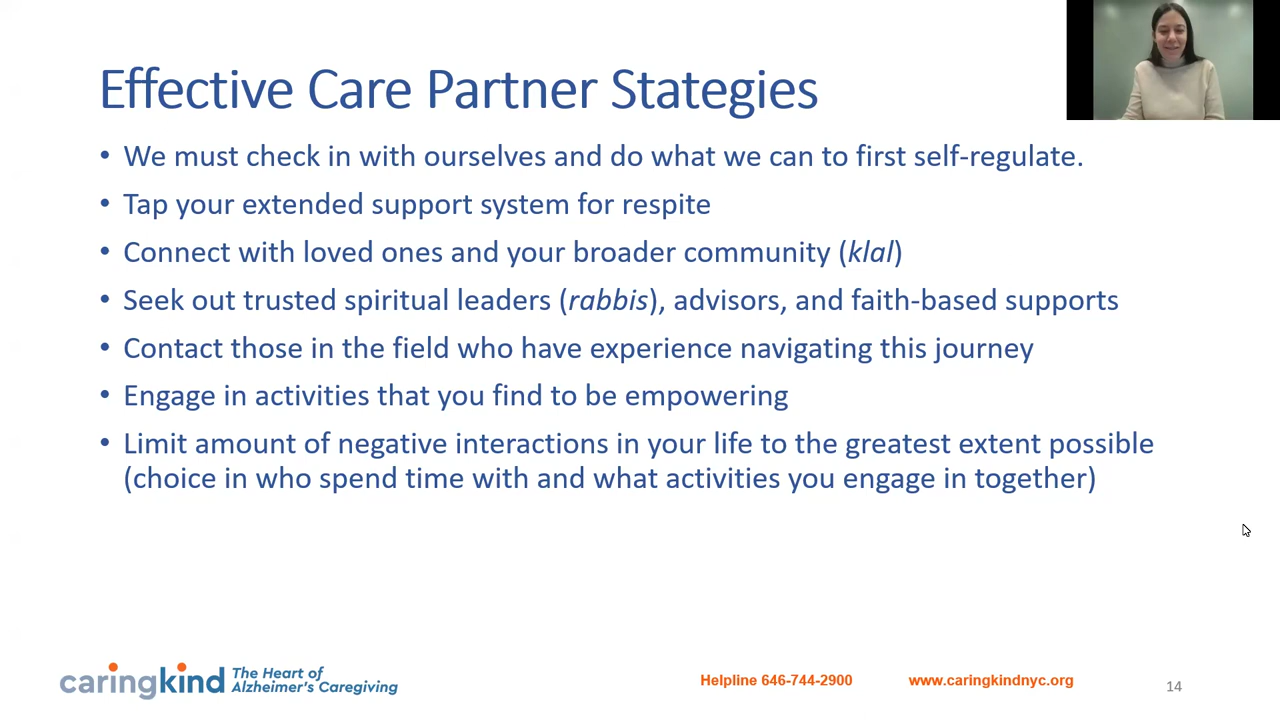 Effective Care Partner Stategies
• We must check in with ourselves and do what we can to first self-regulate.
• Tap your extended support system for respite
• Connect with loved ones and your broader community (klal)
• Seek out trusted spiritual leaders (rabbis), advisors, and faith-based supports
• Contact those in the field who have experience navigating this journey
• Engage in activities that you find to be empowering
• Limit amount of negative interactions in your life to the greatest extent possible
(choice in who spend time with and what activities you engage in together)
caringkind
The Heart of
Alzheimer's Caregiving
Helpline 646-744-2900
www.caringkindnyc.org
14